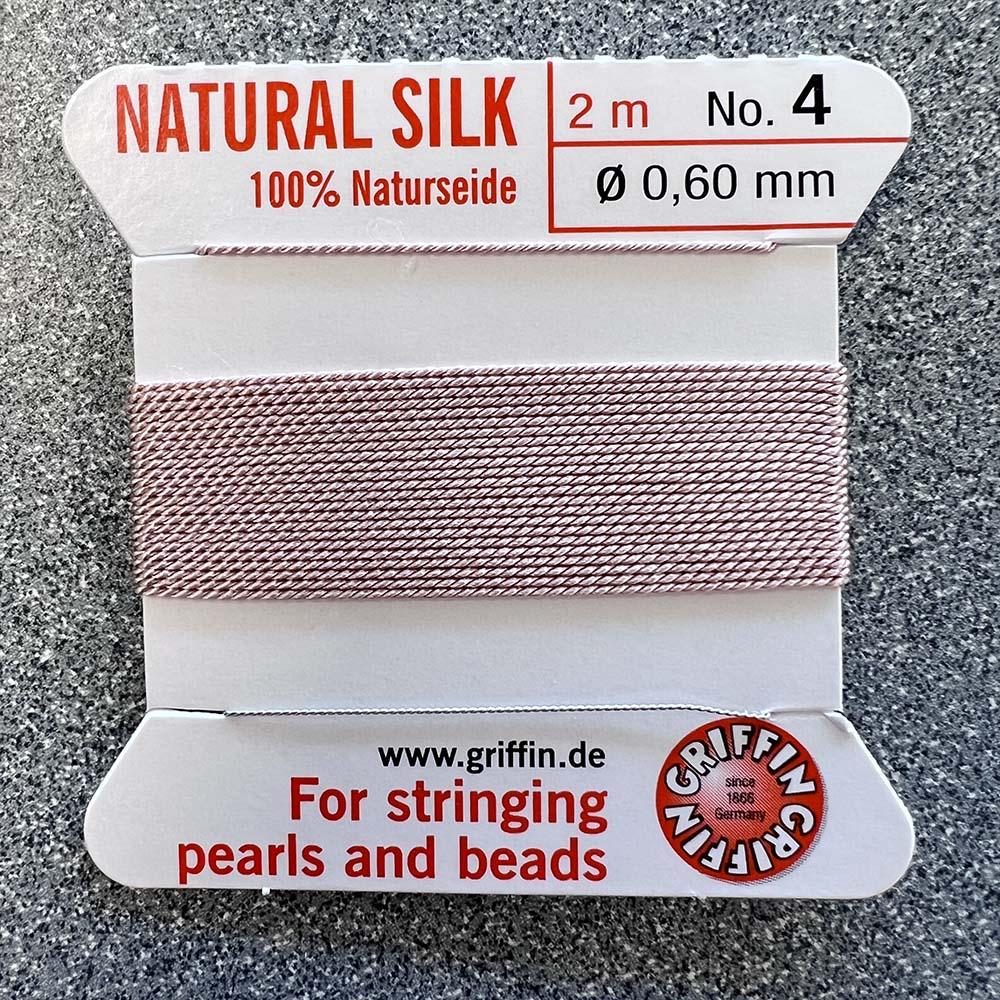 NATURAL SILK
100% Naturseide
2 m No. 4
Ø 0,60 mm
www.griffin.de
For stringing
pearls and beads
GRIFFIN GRIFFIN GRIFFIN
since
1866
Germany